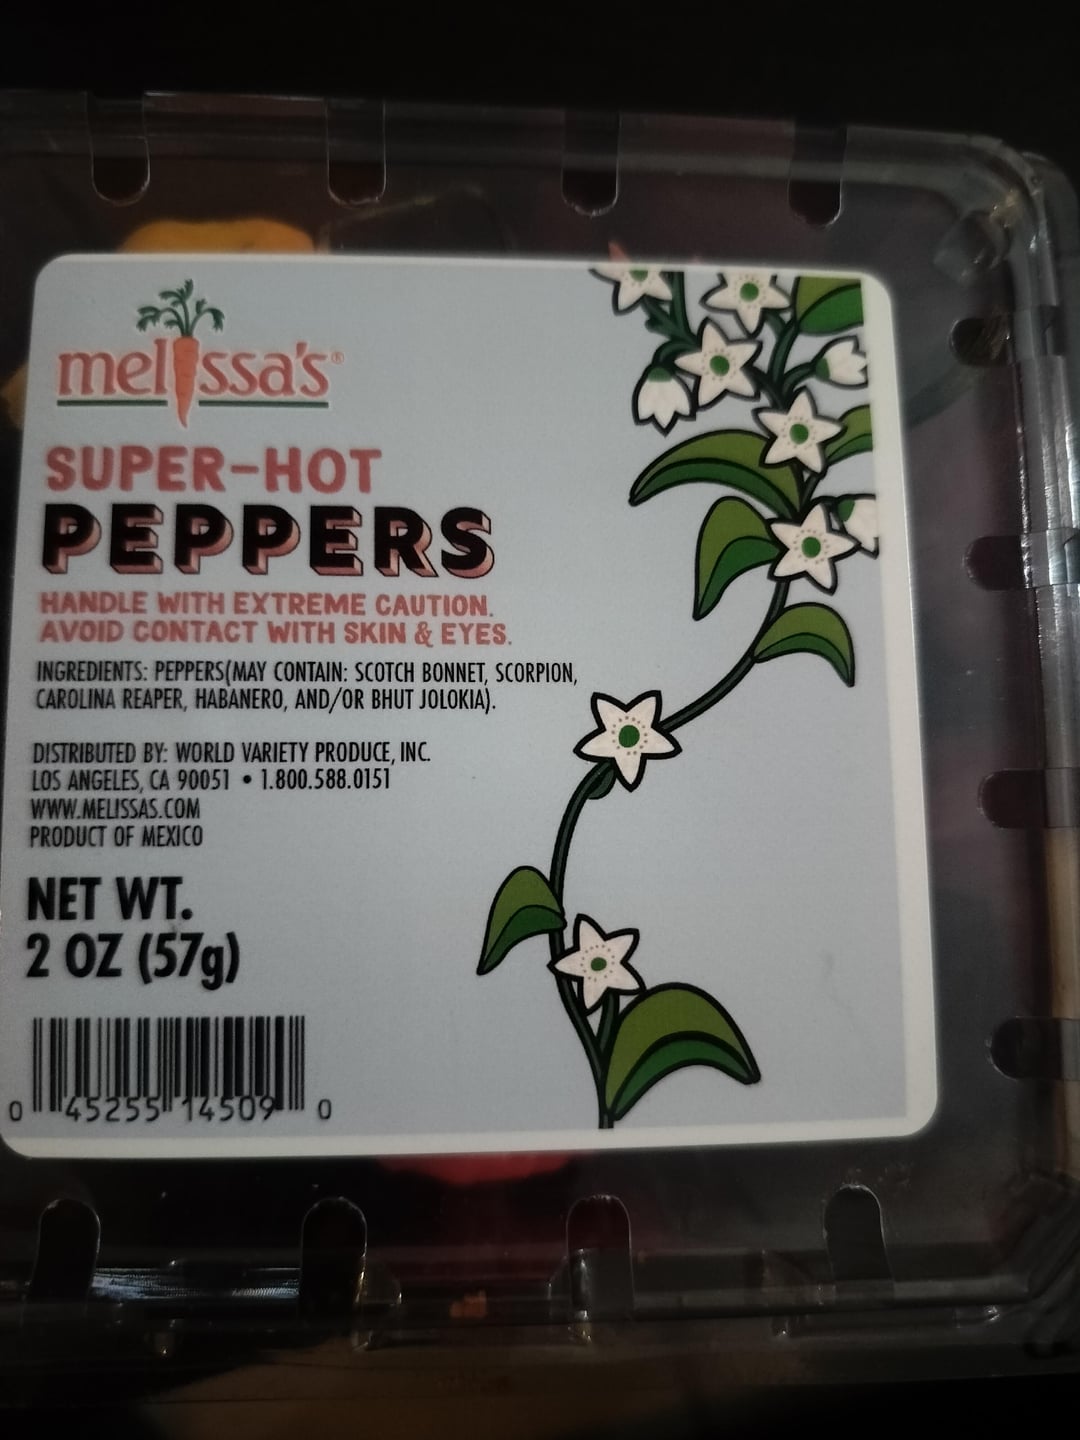 melissa's®
SUPER-HOT
PEPPERS
HANDLE WITH EXTREME CAUTION.
AVOID CONTACT WITH SKIN & EYES.
INGREDIENTS: PEPPERS(MAY CONTAIN: SCOTCH BONNET, SCORPION,
CAROLINA REAPER, HABANERO, AND/OR BHUT JOLOKIA).
DISTRIBUTED BY: WORLD VARIETY PRODUCE, INC.
LOS ANGELES, CA 90051 • 1.800.588.0151
WWW.MELISSAS.COM
PRODUCT OF MEXICO
NET WT.
2 OZ (57g)
0 45255 14509 0